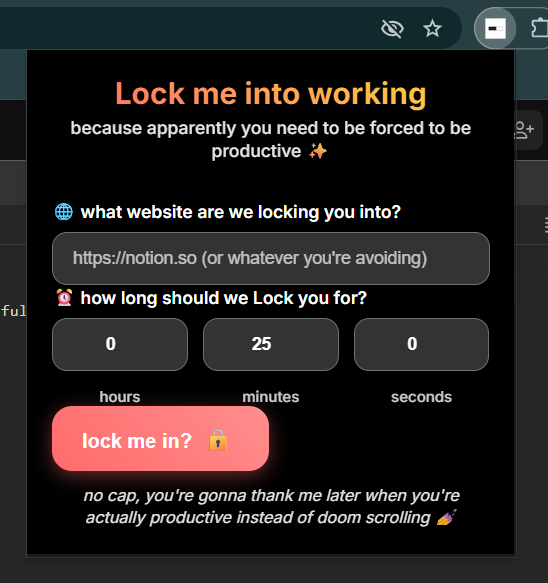 Lock me into working
because apparently you need to be forced to be
productive ✨
🌐 what website are we locking you into?
https://notion.so (or whatever you're avoiding)
⏰ how long should we Lock you for?
0 25 0
hours minutes seconds
ful
lock me in? 🔓
no cap, you're gonna thank me later when you're
actually productive instead of doom scrolling 💅